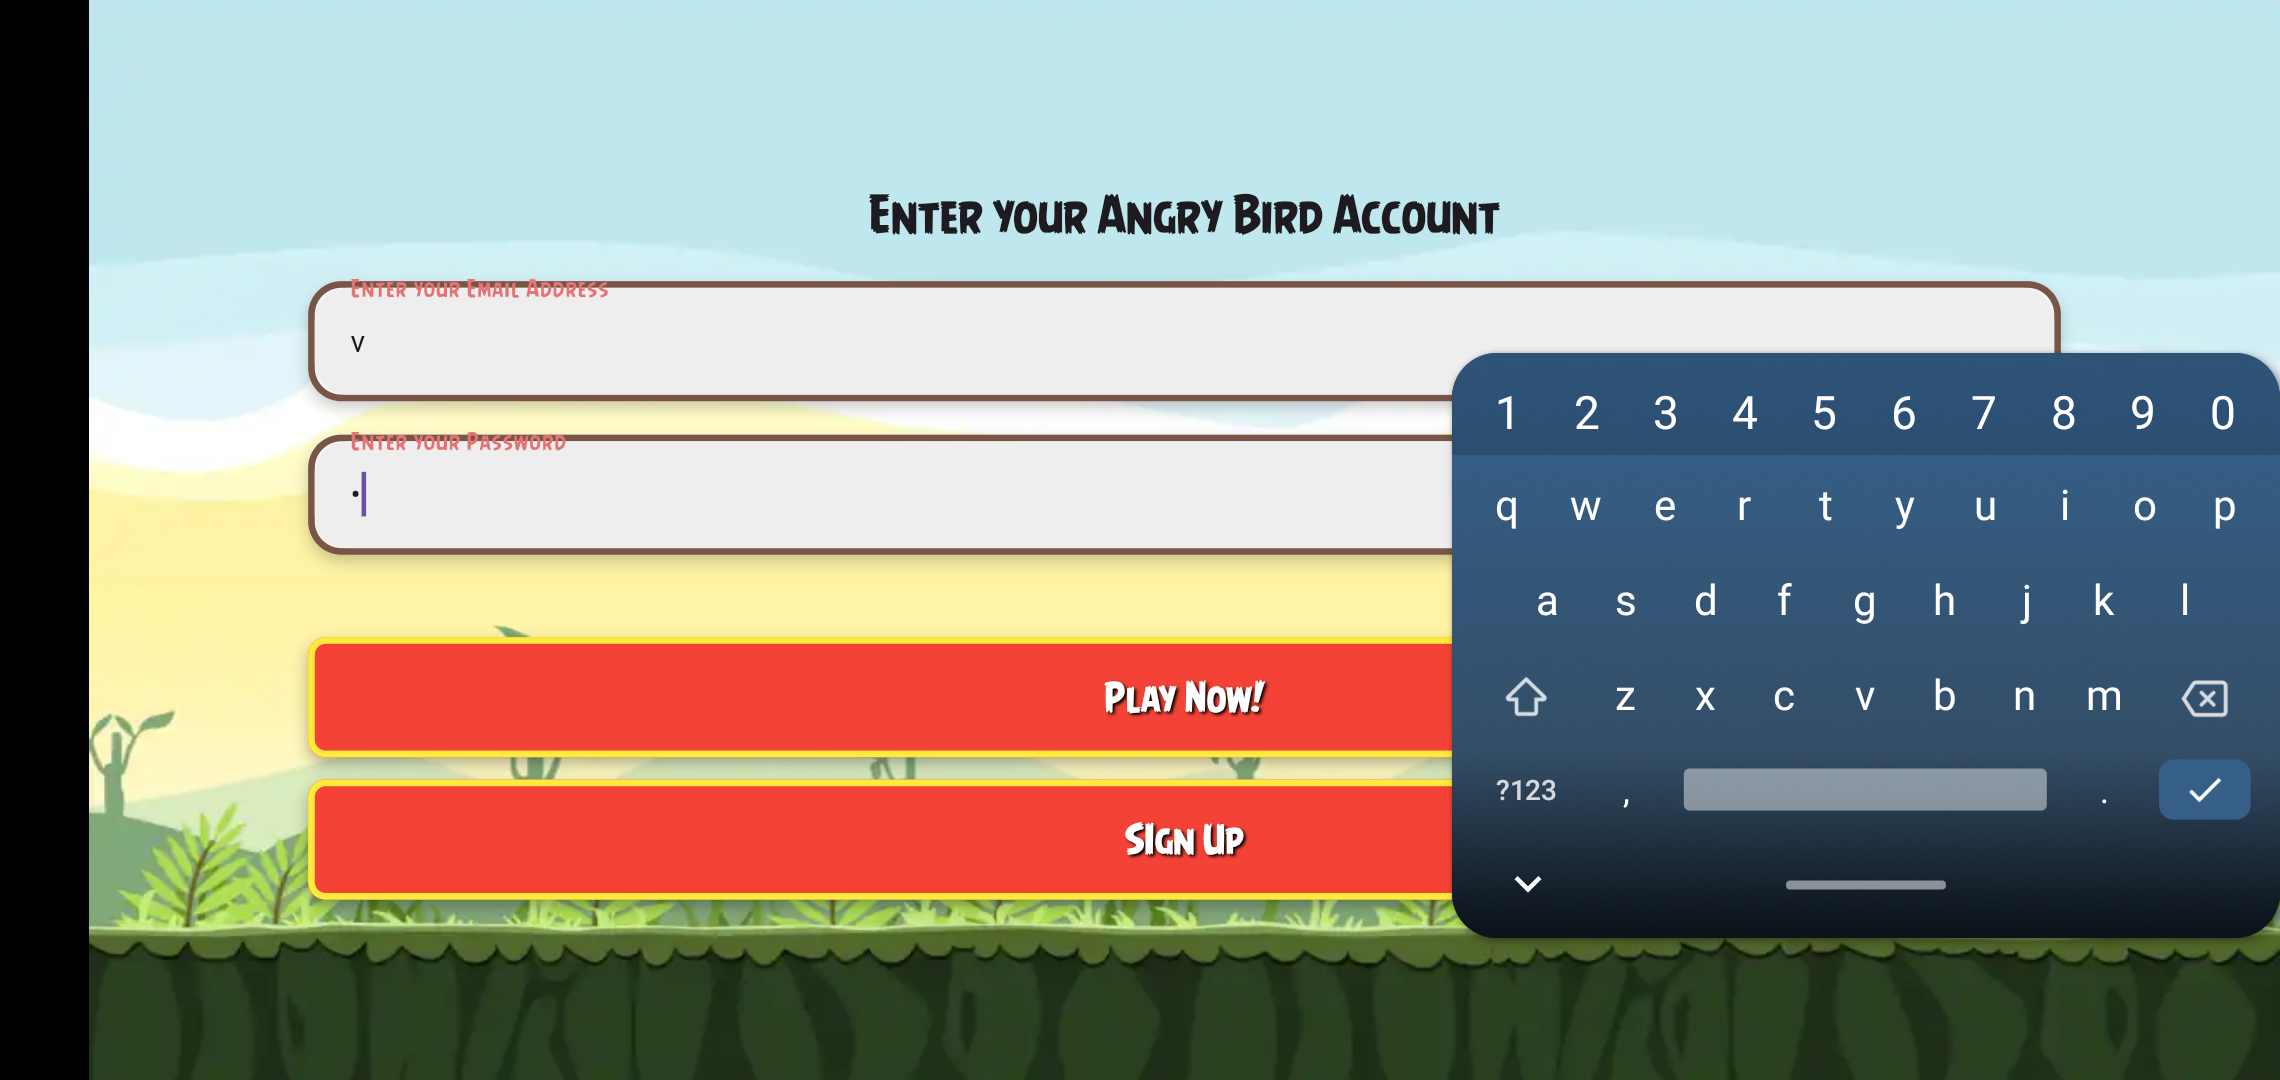 Enter your Angry Bird Account
Enter your Email Address
v
Enter your Password
•
Play Now!
Sign Up
1 2 3 4 5 6 7 8 9 0
q w e r t y u i o p
a s d f g h j k l
z x c v b n m
?123 , .